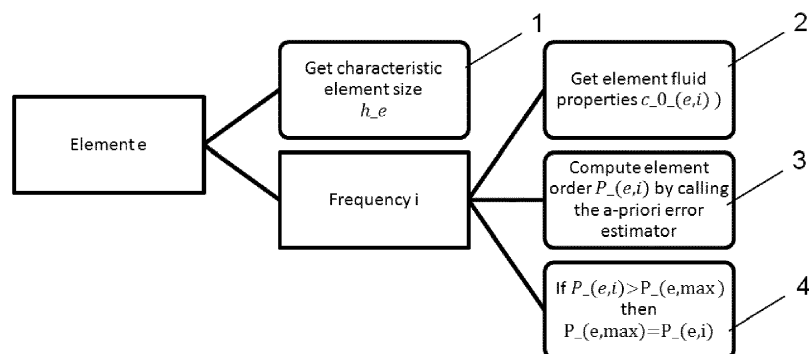 1
Get characteristic
element size
h_e
Element e
Frequency i
2
Get element fluid
properties c_0_(e,i) )
3
Compute element
order P_(e,i) by calling
the a-priori error
estimator
4
If P_(e,i)>P_(e,max)
then
P_(e,max)=P_(e,i)